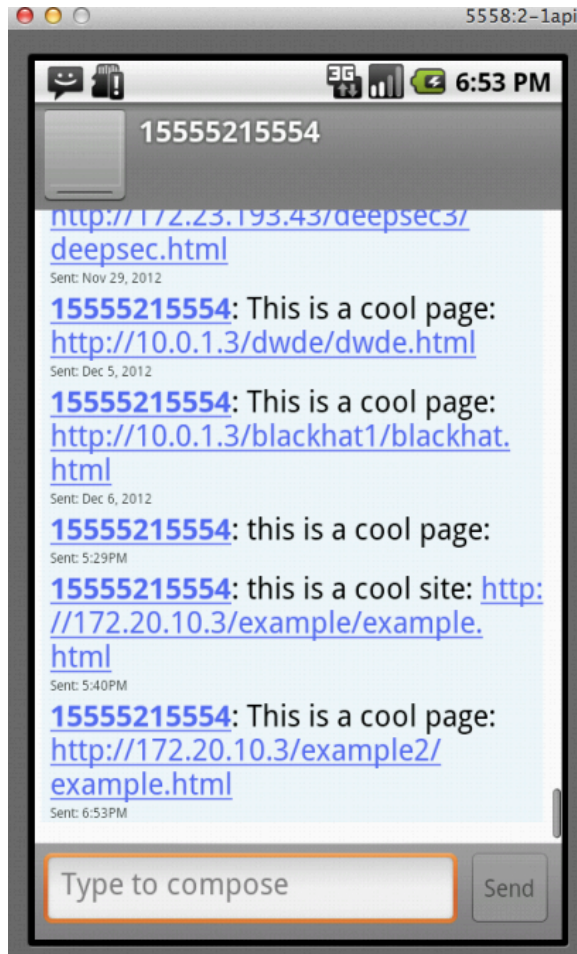 5558:2-1api
3G 6:53 PM
15555215554
http://172.23.193.43/deepsec3/
deepsec.html
Sent: Nov 29, 2012
15555215554: This is a cool page:
http://10.0.1.3/dwde/dwde.html
Sent: Dec 5, 2012
15555215554: This is a cool page:
http://10.0.1.3/blackhat1/blackhat.
html
Sent: Dec 6, 2012
15555215554: this is a cool page:
Sent: 5:29PM
15555215554: this is a cool site: http:
//172.20.10.3/example/example.
html
Sent: 5:40PM
15555215554: This is a cool page:
http://172.20.10.3/example2/
example.html
Sent: 6:53PM
Type to compose
Send